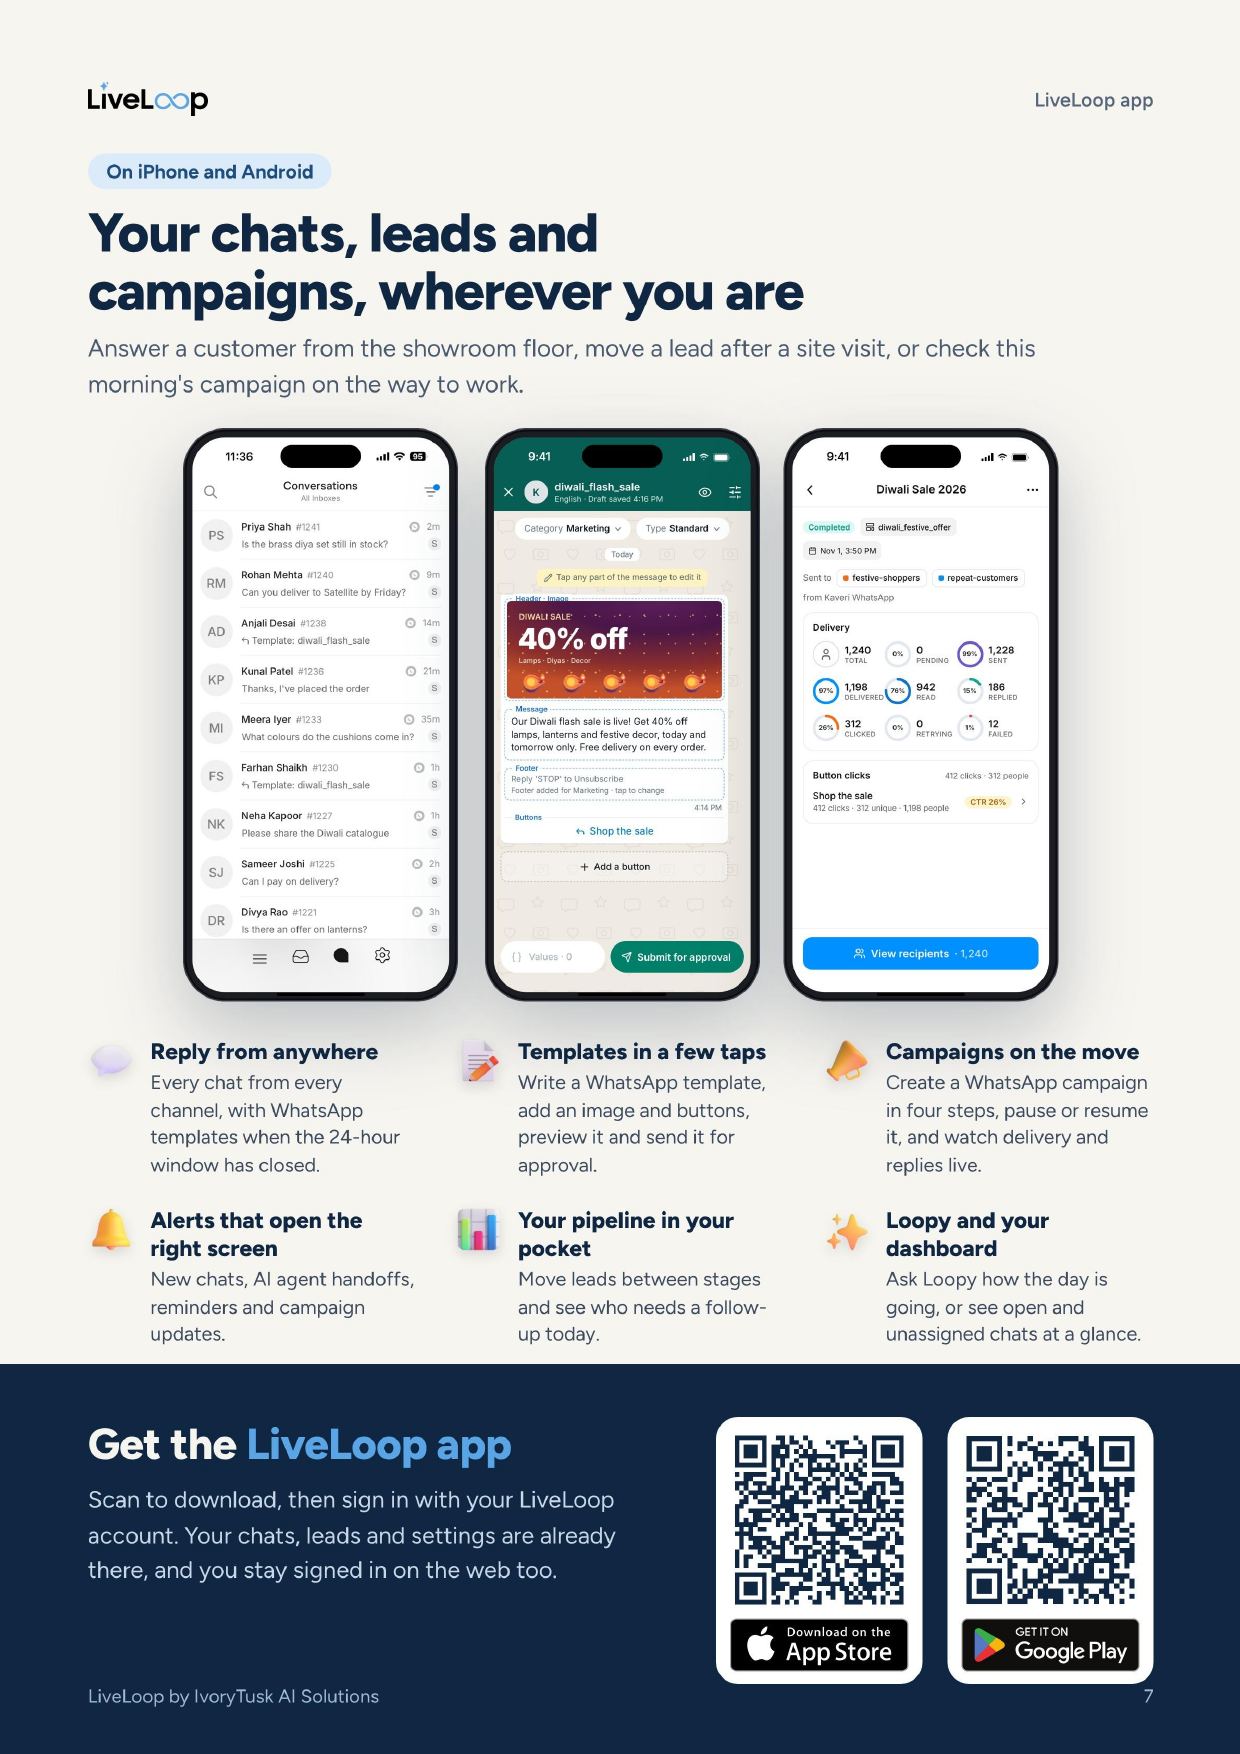 LiveLoop
LiveLoop app
On iPhone and Android
Your chats, leads and
campaigns, wherever you are
Answer a customer from the showroom floor, move a lead after a site visit, or check this
morning's campaign on the way to work.
11:36
95
Conversations
All Inboxes
PS
Priya Shah #1241
2m
Is the brass diya set still in stock?
S
RM
Rohan Mehta #1240
9m
Can you deliver to Satellite by Friday?
S
AD
Anjali Desai #1238
14m
Template: diwali_flash_sale
S
KP
Kunal Patel #1236
21m
Thanks, I've placed the order
S
MI
Meera Iyer #1233
35m
What colours do the cushions come in?
S
FS
Farhan Shaikh #1230
1h
Template: diwali_flash_sale
S
NK
Neha Kapoor #1227
1h
Please share the Diwali catalogue
S
SJ
Sameer Joshi #1225
2h
Can I pay on delivery?
S
DR
Divya Rao #1221
3h
Is there an offer on lanterns?
S
9:41
K
diwali_flash_sale
English · Draft saved 4:16 PM
Category Marketing
Type Standard
Today
Tap any part of the message to edit it
Header · Image
DIWALI SALE
40% off
Lamps · Diyas · Decor
Message
Our Diwali flash sale is live! Get 40% off
lamps, lanterns and festive decor, today and
tomorrow only. Free delivery on every order.
Footer
Reply 'STOP' to Unsubscribe
Footer added for Marketing · tap to change
4:14 PM
Buttons
Shop the sale
+ Add a button
{ } Values · 0
Submit for approval
9:41
Diwali Sale 2026
Completed
diwali_festive_offer
Nov 1, 3:50 PM
Sent to
festive-shoppers
repeat-customers
from Kaveri WhatsApp
Delivery
1,240
TOTAL
0%
0
PENDING
99%
1,228
SENT
97%
1,198
DELIVERED
76%
942
READ
15%
186
REPLIED
26%
312
CLICKED
0%
0
RETRYING
1%
12
FAILED
Button clicks
412 clicks · 312 people
Shop the sale
412 clicks · 312 unique · 1,198 people
CTR 26%
View recipients · 1,240
Reply from anywhere
Every chat from every
channel, with WhatsApp
templates when the 24-hour
window has closed.
Templates in a few taps
Write a WhatsApp template,
add an image and buttons,
preview it and send it for
approval.
Campaigns on the move
Create a WhatsApp campaign
in four steps, pause or resume
it, and watch delivery and
replies live.
Alerts that open the
right screen
New chats, AI agent handoffs,
reminders and campaign
updates.
Your pipeline in your
pocket
Move leads between stages
and see who needs a follow-
up today.
Loopy and your
dashboard
Ask Loopy how the day is
going, or see open and
unassigned chats at a glance.
Get the LiveLoop app
Scan to download, then sign in with your LiveLoop
account. Your chats, leads and settings are already
there, and you stay signed in on the web too.
Download on the
App Store
GET IT ON
Google Play
LiveLoop by IvoryTusk AI Solutions
7